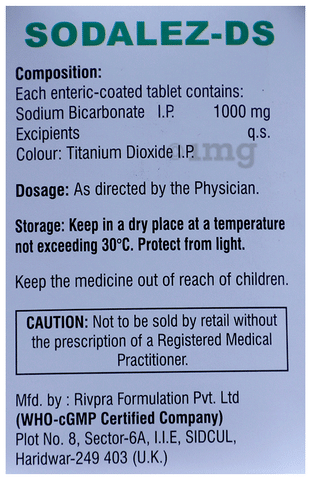 SODALEZ-DS
Composition:
Each enteric-coated tablet contains:
Sodium Bicarbonate I.P. 1000 mg
Excipients q.s.
Colour: Titanium Dioxide I.P.
Dosage: As directed by the Physician.
Storage: Keep in a dry place at a temperature
not exceeding 30°C. Protect from light.
Keep the medicine out of reach of children.
CAUTION: Not to be sold by retail without
the prescription of a Registered Medical
Practitioner.
Mfd. by : Rivpra Formulation Pvt. Ltd
(WHO-cGMP Certified Company)
Plot No. 8, Sector-6A, I.I.E, SIDCUL,
Haridwar-249 403 (U.K.)